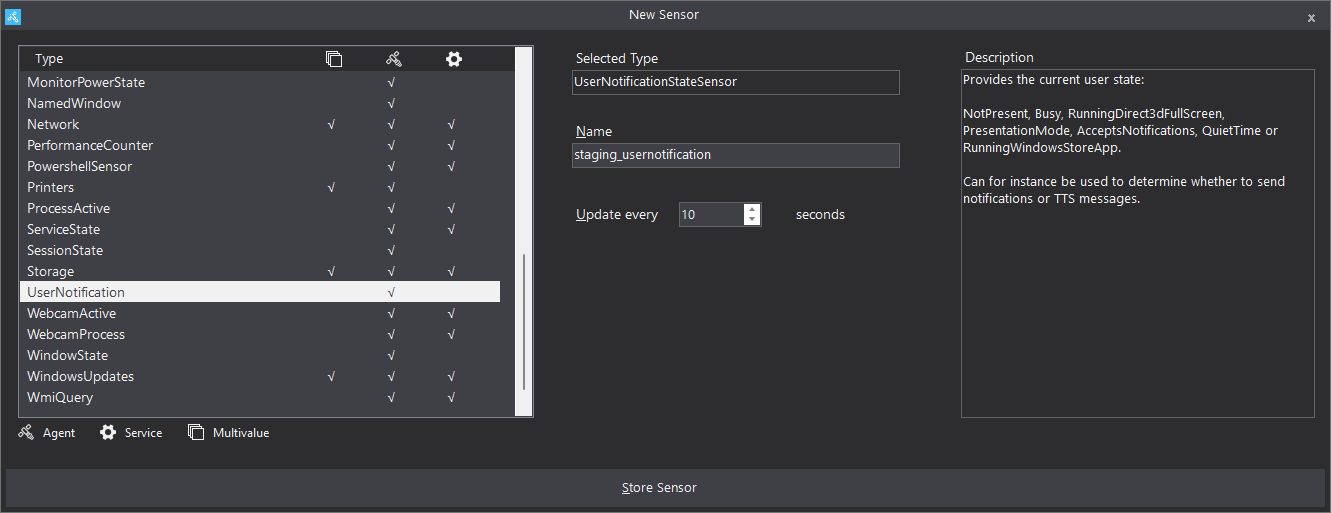 New Sensor
x
Type
MonitorPowerState √
NamedWindow √
Network √ √ √
PerformanceCounter √ √
PowershellSensor √ √
Printers √ √
ProcessActive √ √
ServiceState √ √
SessionState √
Storage √ √ √
UserNotification √
WebcamActive √ √
WebcamProcess √ √
WindowState √
WindowsUpdates √ √ √
WmiQuery √ √
Agent Service Multivalue
Selected Type
UserNotificationStateSensor
Name
staging_usernotification
Update every 10 seconds
Description
Provides the current user state:
NotPresent, Busy, RunningDirect3dFullScreen,
PresentationMode, AcceptsNotifications, QuietTime or
RunningWindowsStoreApp.
Can for instance be used to determine whether to send
notifications or TTS messages.
Store Sensor